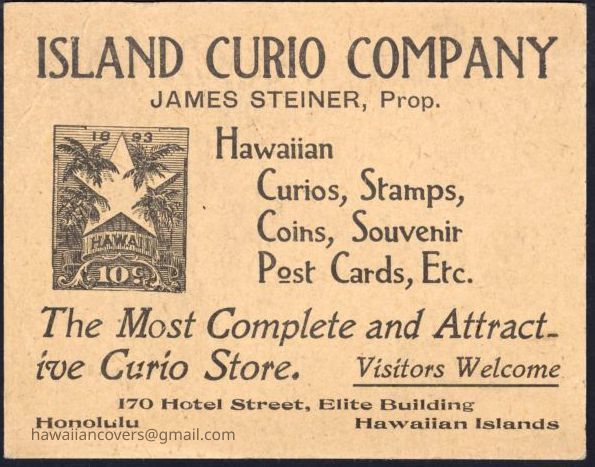 ISLAND CURIO COMPANY
JAMES STEINER, Prop.
1893
HAWAII
10¢
Hawaiian
Curios, Stamps,
Coins, Souvenir
Post Cards, Etc.
The Most Complete and Attract-
ive Curio Store.
Visitors Welcome
170 Hotel Street, Elite Building
Honolulu
Hawaiian Islands
hawaiiancovers@gmail.com